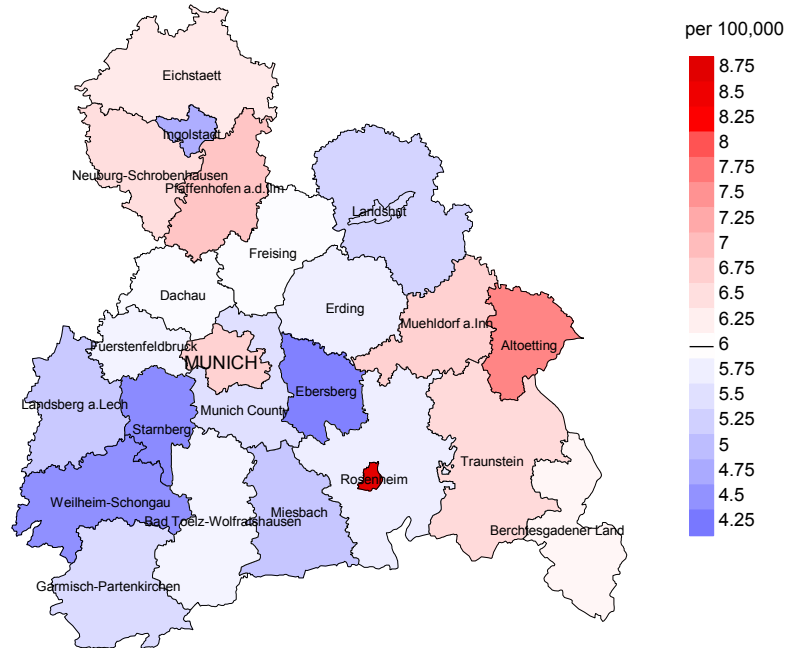 per 100,000
8.75
8.5
8.25
8
7.75
7.5
7.25
7
6.75
6.5
6.25
6
5.75
5.5
5.25
5
4.75
4.5
4.25
Eichstaett
Ingolstadt
Neuburg-Schrobenhausen
Pfaffenhofen a.d.Ilm
Landshut
Freising
Dachau
Erding
Muehldorf a.Inn
Altoetting
Fuerstenfeldbruck
MUNICH
Ebersberg
Landsberg a.Lech
Munich County
Starnberg
Traunstein
Rosenheim
Weilheim-Schongau
Miesbach
Bad Toelz-Wolfratshausen
Berchtesgadener Land
Garmisch-Partenkirchen